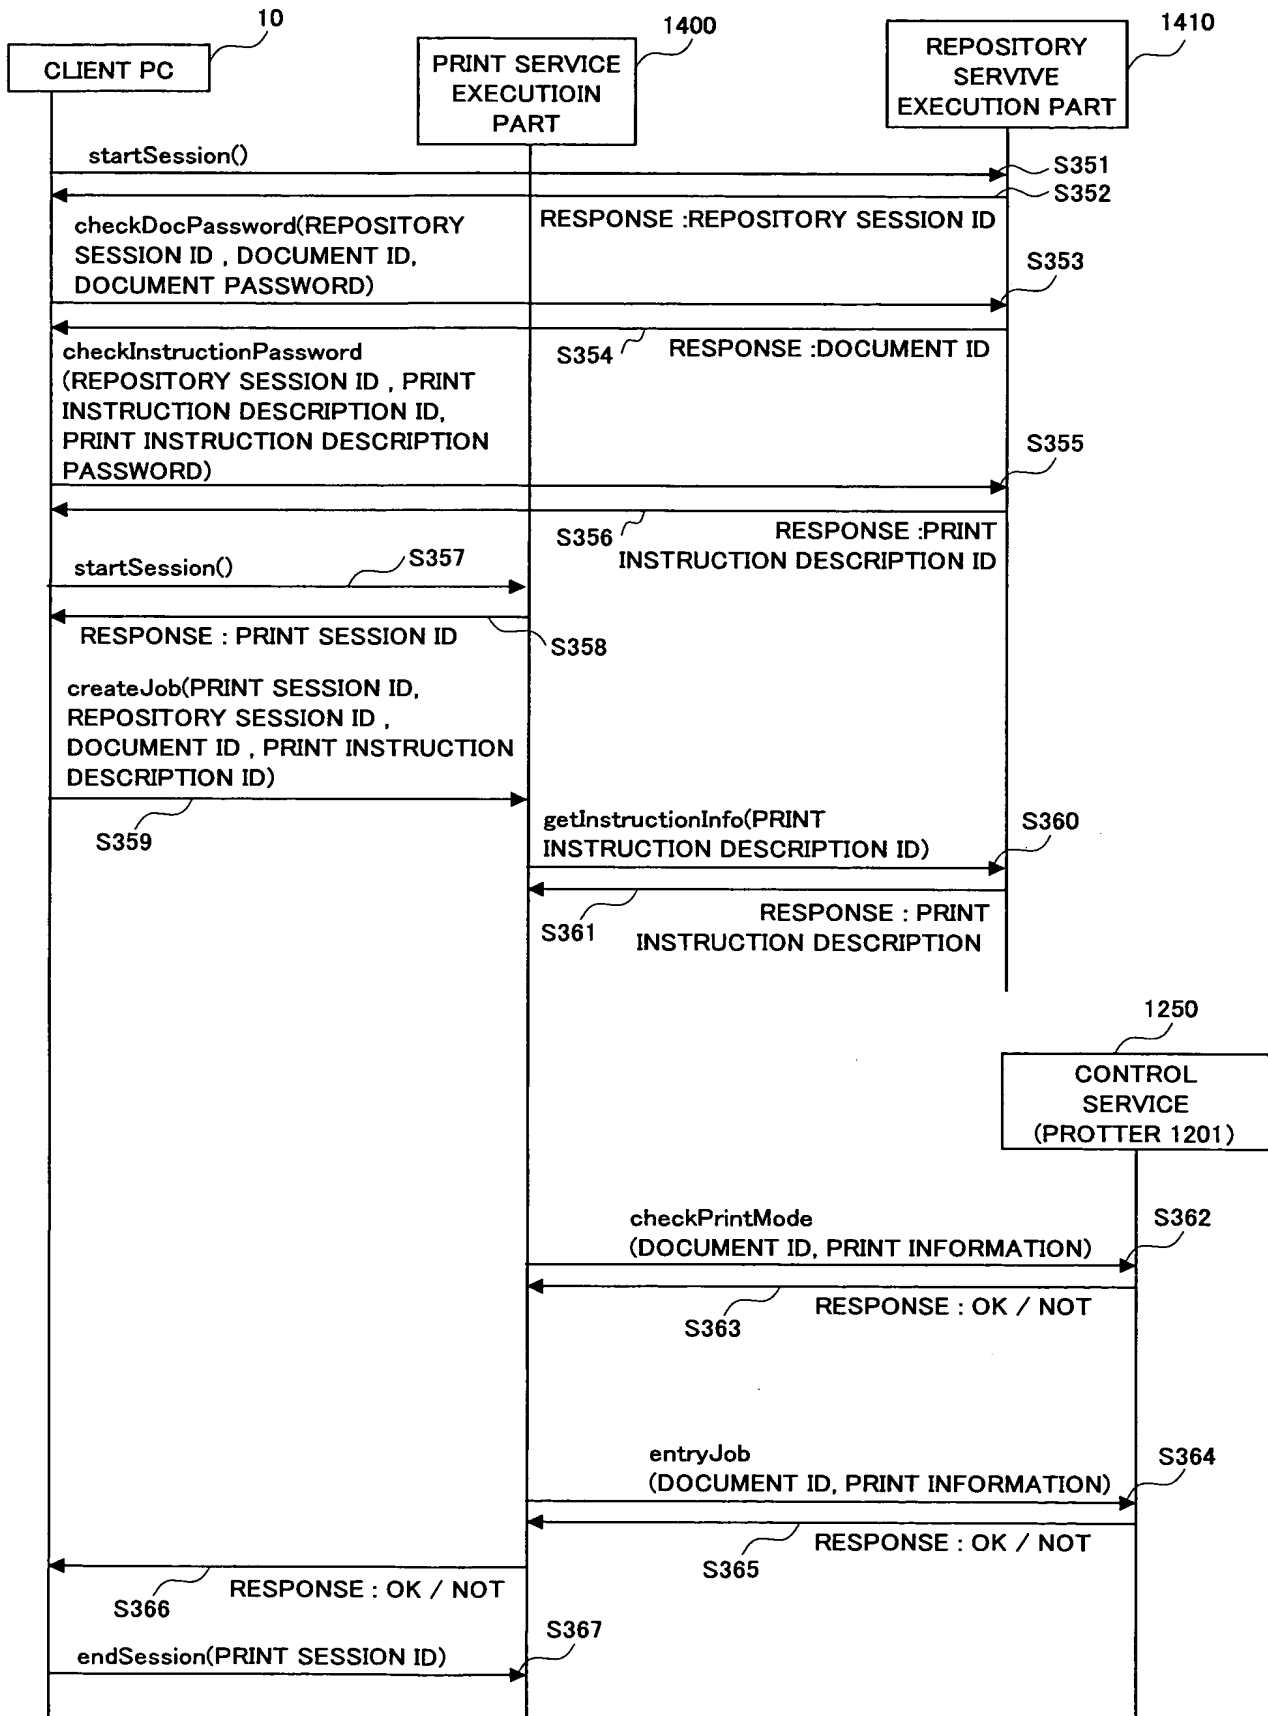 10
CLIENT PC
1400
PRINT SERVICE
EXECUTIOIN
PART
1410
REPOSITORY
SERVIVE
EXECUTION PART
startSession()
S351
S352
RESPONSE :REPOSITORY SESSION ID
checkDocPassword(REPOSITORY
SESSION ID , DOCUMENT ID,
DOCUMENT PASSWORD)
S353
S354
RESPONSE :DOCUMENT ID
checkInstructionPassword
(REPOSITORY SESSION ID , PRINT
INSTRUCTION DESCRIPTION ID,
PRINT INSTRUCTION DESCRIPTION
PASSWORD)
S355
S356
RESPONSE :PRINT
INSTRUCTION DESCRIPTION ID
startSession()
S357
RESPONSE : PRINT SESSION ID
S358
createJob(PRINT SESSION ID,
REPOSITORY SESSION ID ,
DOCUMENT ID , PRINT INSTRUCTION
DESCRIPTION ID)
S359
getInstructionInfo(PRINT
INSTRUCTION DESCRIPTION ID)
S360
S361
RESPONSE : PRINT
INSTRUCTION DESCRIPTION
1250
CONTROL
SERVICE
(PROTTER 1201)
checkPrintMode
(DOCUMENT ID, PRINT INFORMATION)
S362
S363
RESPONSE : OK / NOT
entryJob
(DOCUMENT ID, PRINT INFORMATION)
S364
S365
RESPONSE : OK / NOT
S366
RESPONSE : OK / NOT
endSession(PRINT SESSION ID)
S367